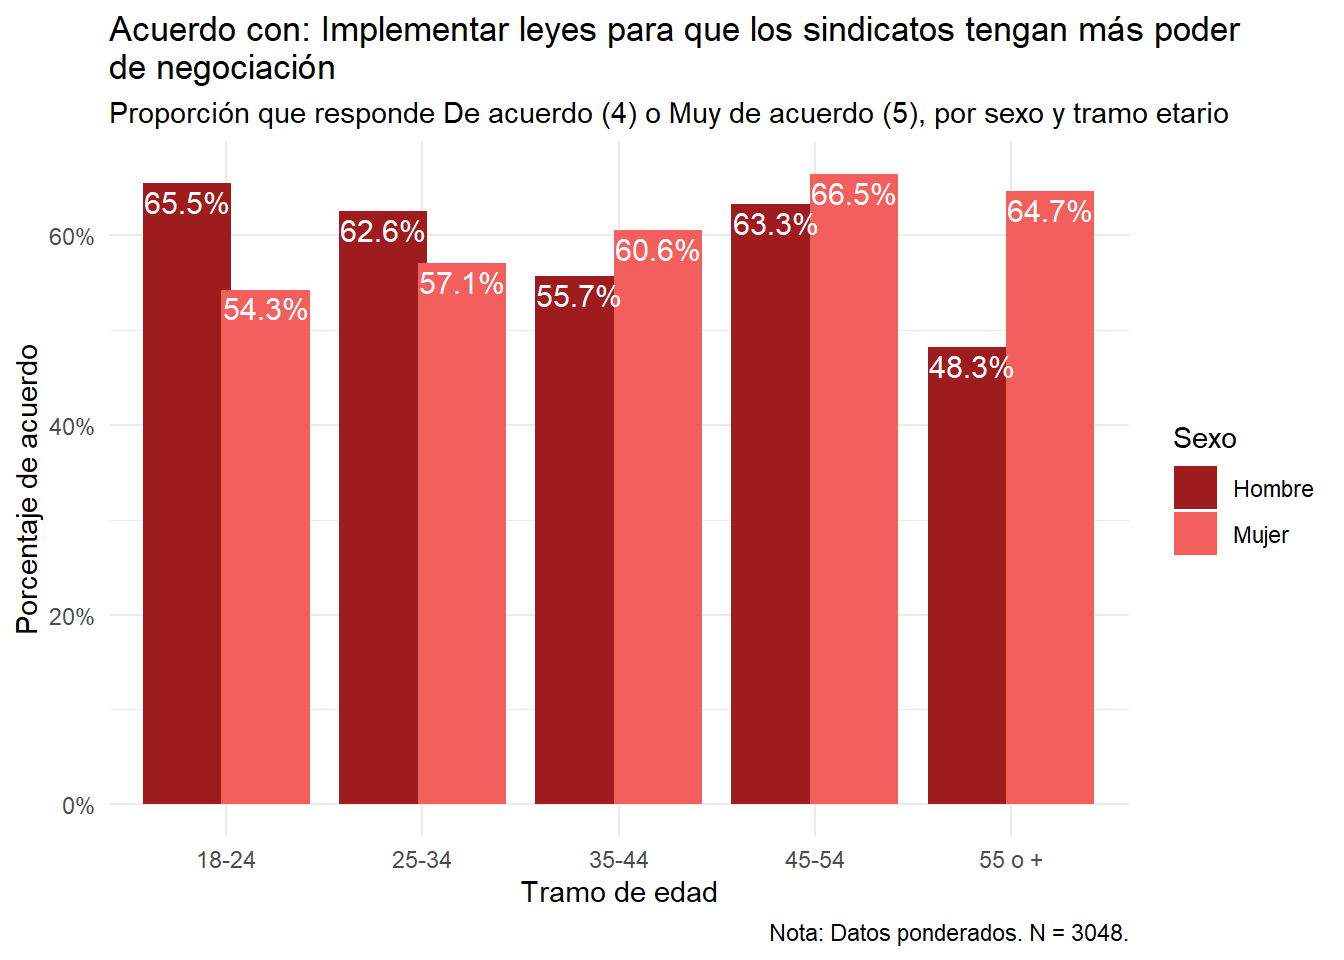 Acuerdo con: Implementar leyes para que los sindicatos tengan más poder
de negociación
Proporción que responde De acuerdo (4) o Muy de acuerdo (5), por sexo y tramo etario
65.5%
54.3%
62.6%
57.1%
55.7%
60.6%
63.3%
66.5%
48.3%
64.7%
Porcentaje de acuerdo
60%
40%
20%
0%
18-24
25-34
35-44
45-54
55 o +
Tramo de edad
Sexo
Hombre
Mujer
Nota: Datos ponderados. N = 3048.